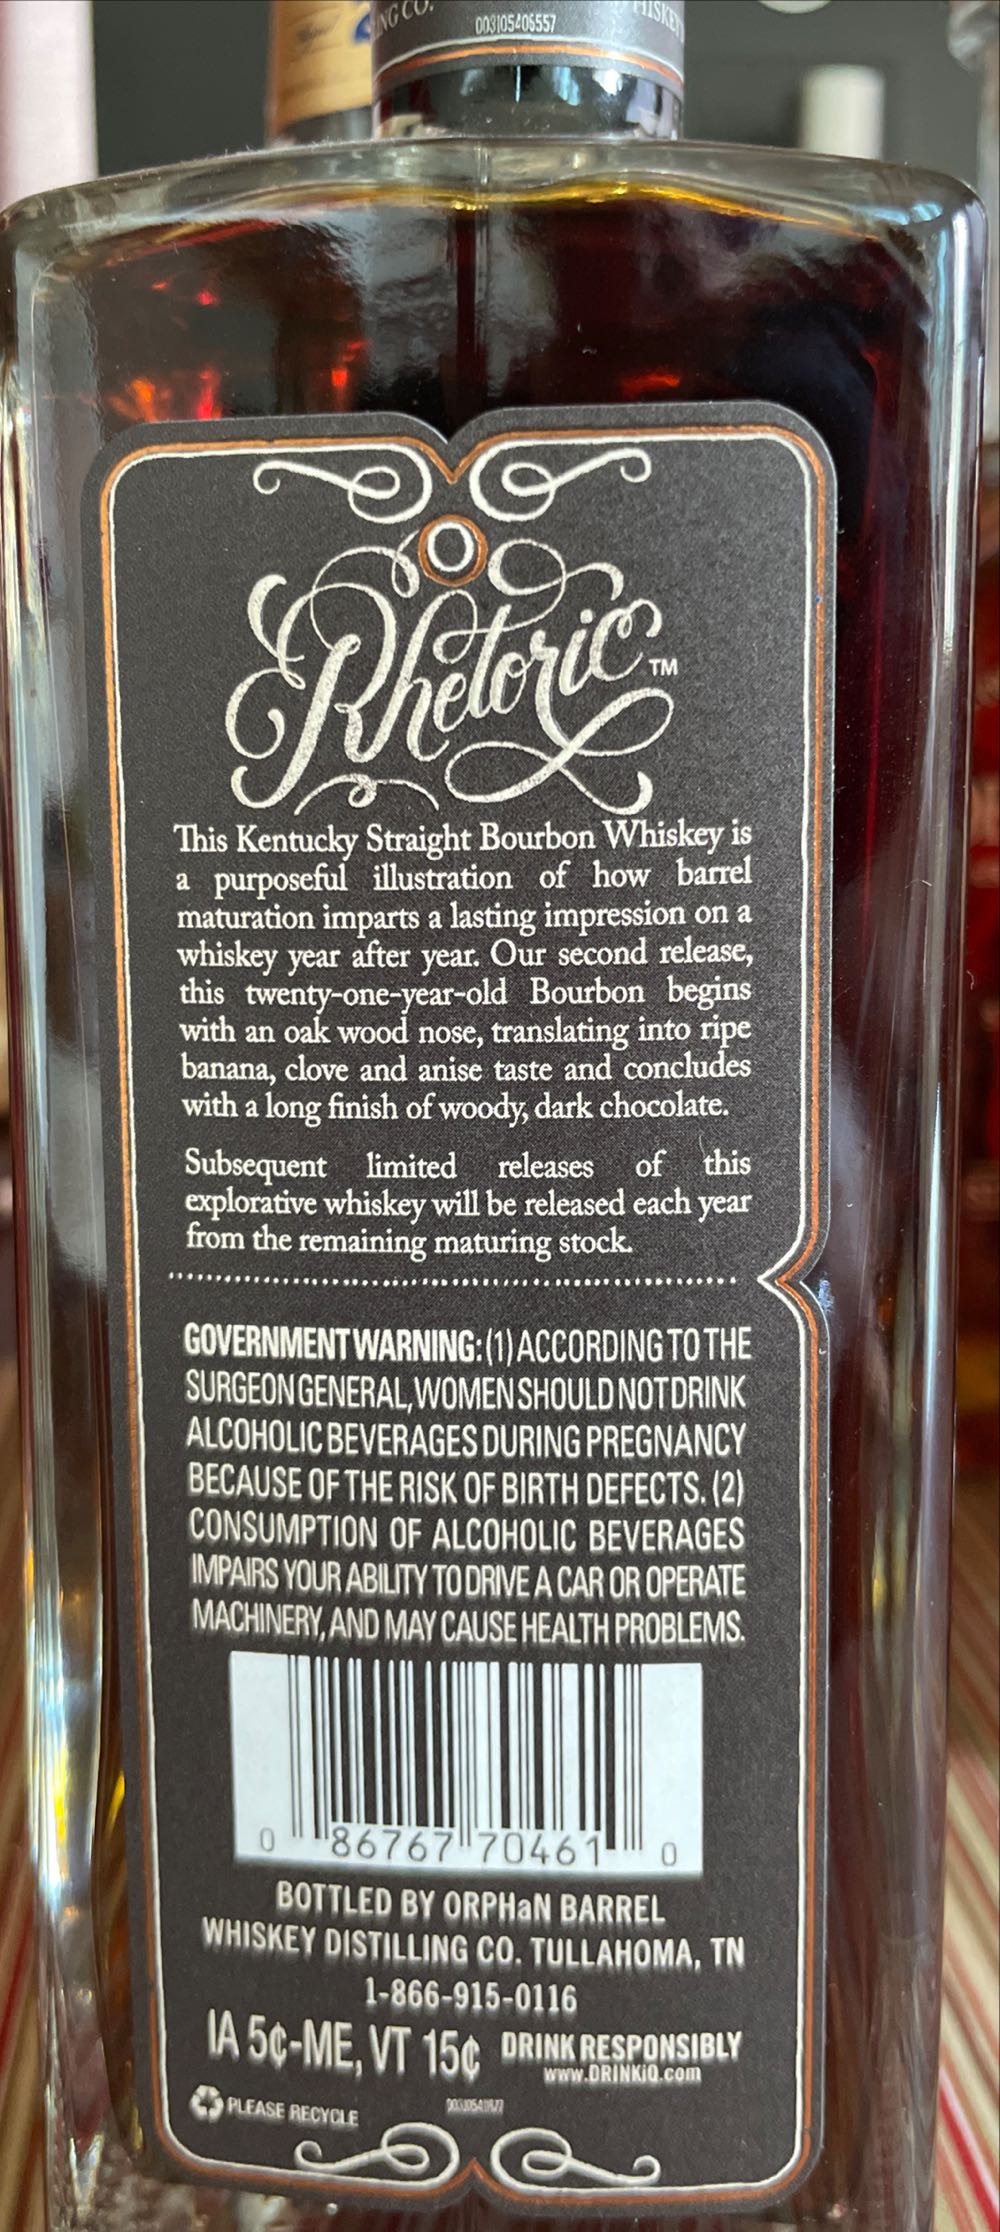 NG CO.
003105406557
HISKEY
Rhetoric™
This Kentucky Straight Bourbon Whiskey is
a purposeful illustration of how barrel
maturation imparts a lasting impression on a
whiskey year after year. Our second release,
this twenty-one-year-old Bourbon begins
with an oak wood nose, translating into ripe
banana, clove and anise taste and concludes
with a long finish of woody, dark chocolate.
Subsequent limited releases of this
explorative whiskey will be released each year
from the remaining maturing stock.
GOVERNMENT WARNING: (1) ACCORDING TO THE
SURGEON GENERAL, WOMEN SHOULD NOT DRINK
ALCOHOLIC BEVERAGES DURING PREGNANCY
BECAUSE OF THE RISK OF BIRTH DEFECTS. (2)
CONSUMPTION OF ALCOHOLIC BEVERAGES
IMPAIRS YOUR ABILITY TO DRIVE A CAR OR OPERATE
MACHINERY, AND MAY CAUSE HEALTH PROBLEMS.
0 86767 70461 0
BOTTLED BY ORPHaN BARREL
WHISKEY DISTILLING CO. TULLAHOMA, TN
1-866-915-0116
IA 5¢-ME, VT 15¢ DRINK RESPONSIBLY
www.DRINKiQ.com
PLEASE RECYCLE